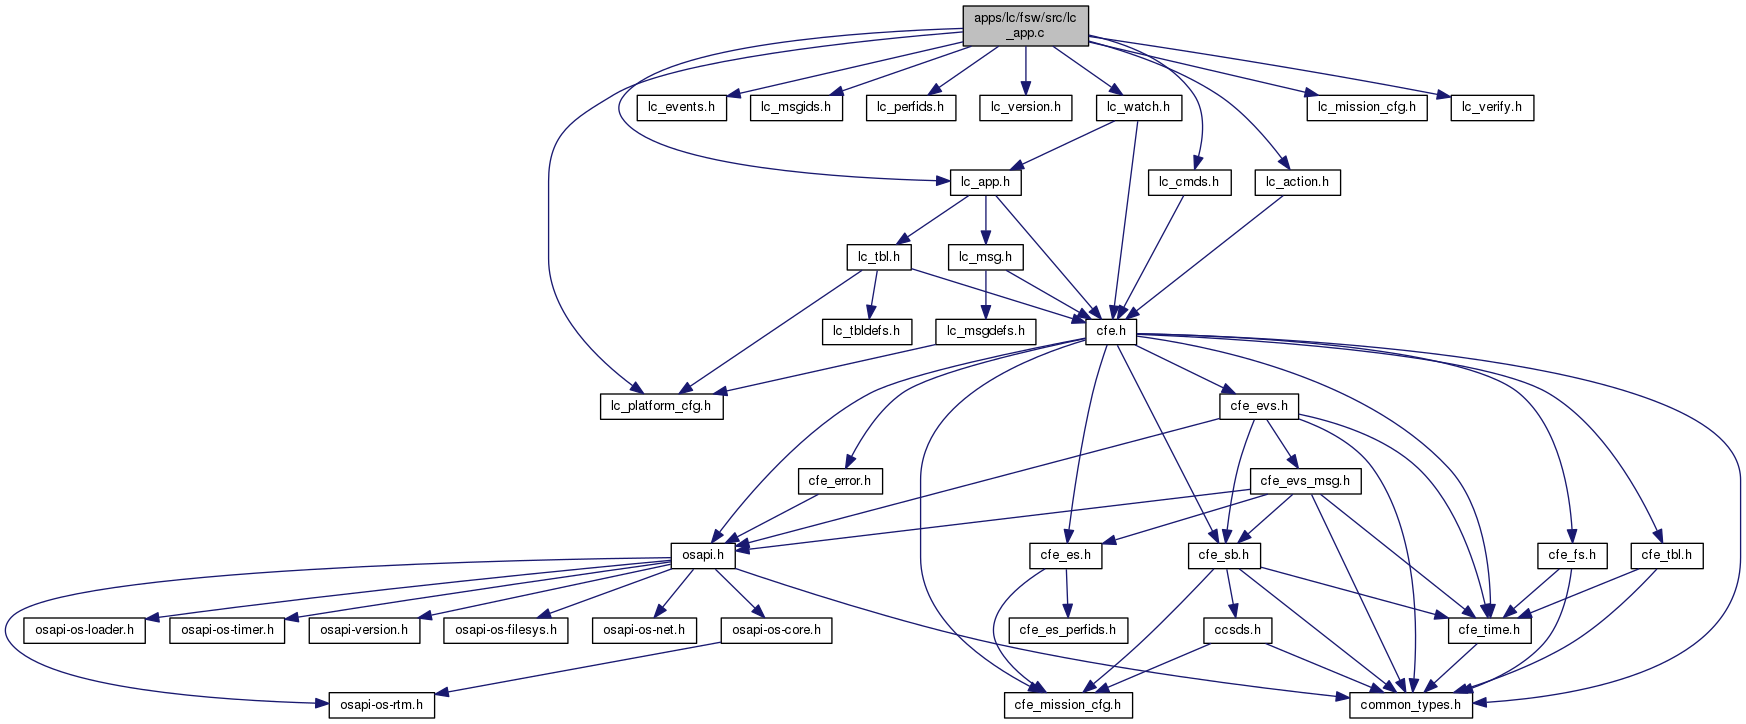 apps/lc/fsw/src/lc
_app.c
lc_events.h
lc_msgids.h
lc_perfids.h
lc_version.h
lc_watch.h
lc_mission_cfg.h
lc_verify.h
lc_app.h
lc_cmds.h
lc_action.h
lc_tbl.h
lc_msg.h
lc_tbldefs.h
lc_msgdefs.h
cfe.h
lc_platform_cfg.h
cfe_evs.h
cfe_error.h
cfe_evs_msg.h
osapi.h
cfe_es.h
cfe_sb.h
cfe_fs.h
cfe_tbl.h
osapi-os-loader.h
osapi-os-timer.h
osapi-version.h
osapi-os-filesys.h
osapi-os-net.h
osapi-os-core.h
cfe_es_perfids.h
ccsds.h
cfe_time.h
osapi-os-rtm.h
cfe_mission_cfg.h
common_types.h